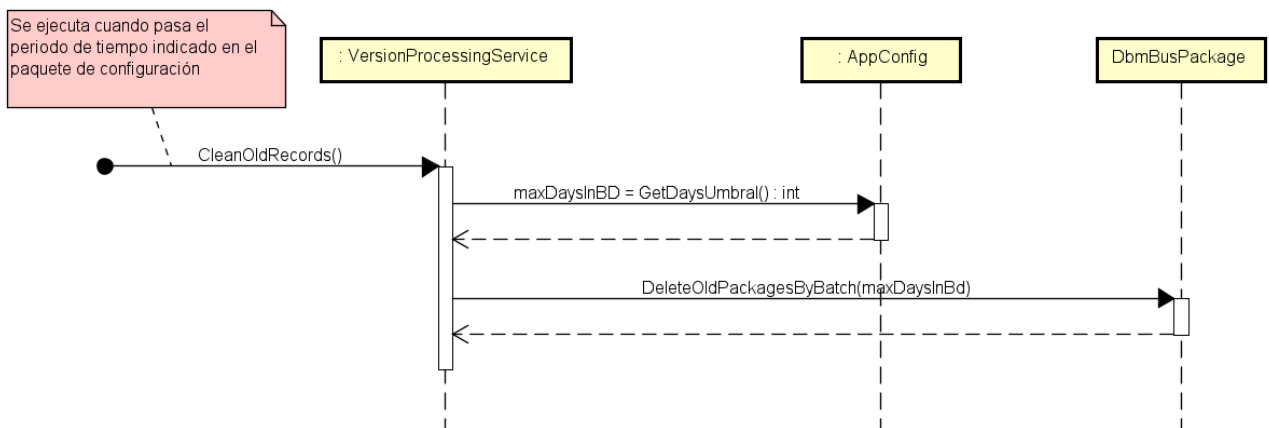 Se ejecuta cuando pasa el
periodo de tiempo indicado en el
paquete de configuración
: VersionProcessingService
: AppConfig
DbmBusPackage
CleanOldRecords()
maxDaysInBD = GetDaysUmbral() : int
DeleteOldPackagesByBatch(maxDaysInBd)